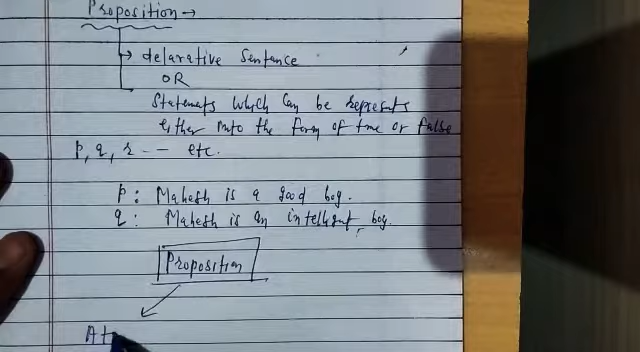 Proposition →
→ delarative Sentence
OR
Statements which can be represents
either into the form of true or false
p, q, r -- etc.
p: Mahesh is a good boy.
q: Mahesh is an intelligent boy.
Proposition
At